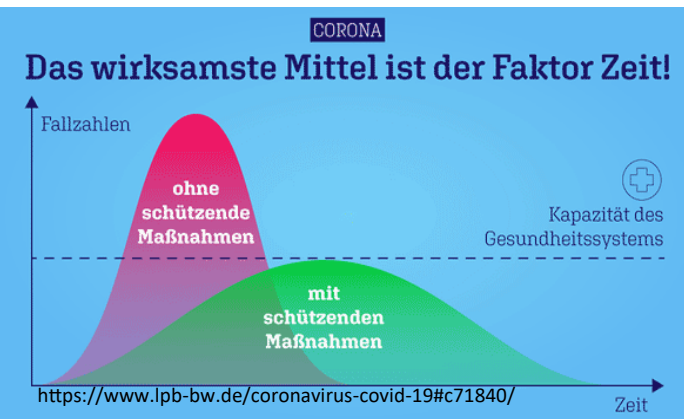 CORONA
Das wirksamste Mittel ist der Faktor Zeit!
Fallzahlen
ohne
schützende
Maßnahmen
Kapazität des
Gesundheitssystems
mit
schützenden
Maßnahmen
https://www.lpb-bw.de/coronavirus-covid-19#c71840/
Zeit